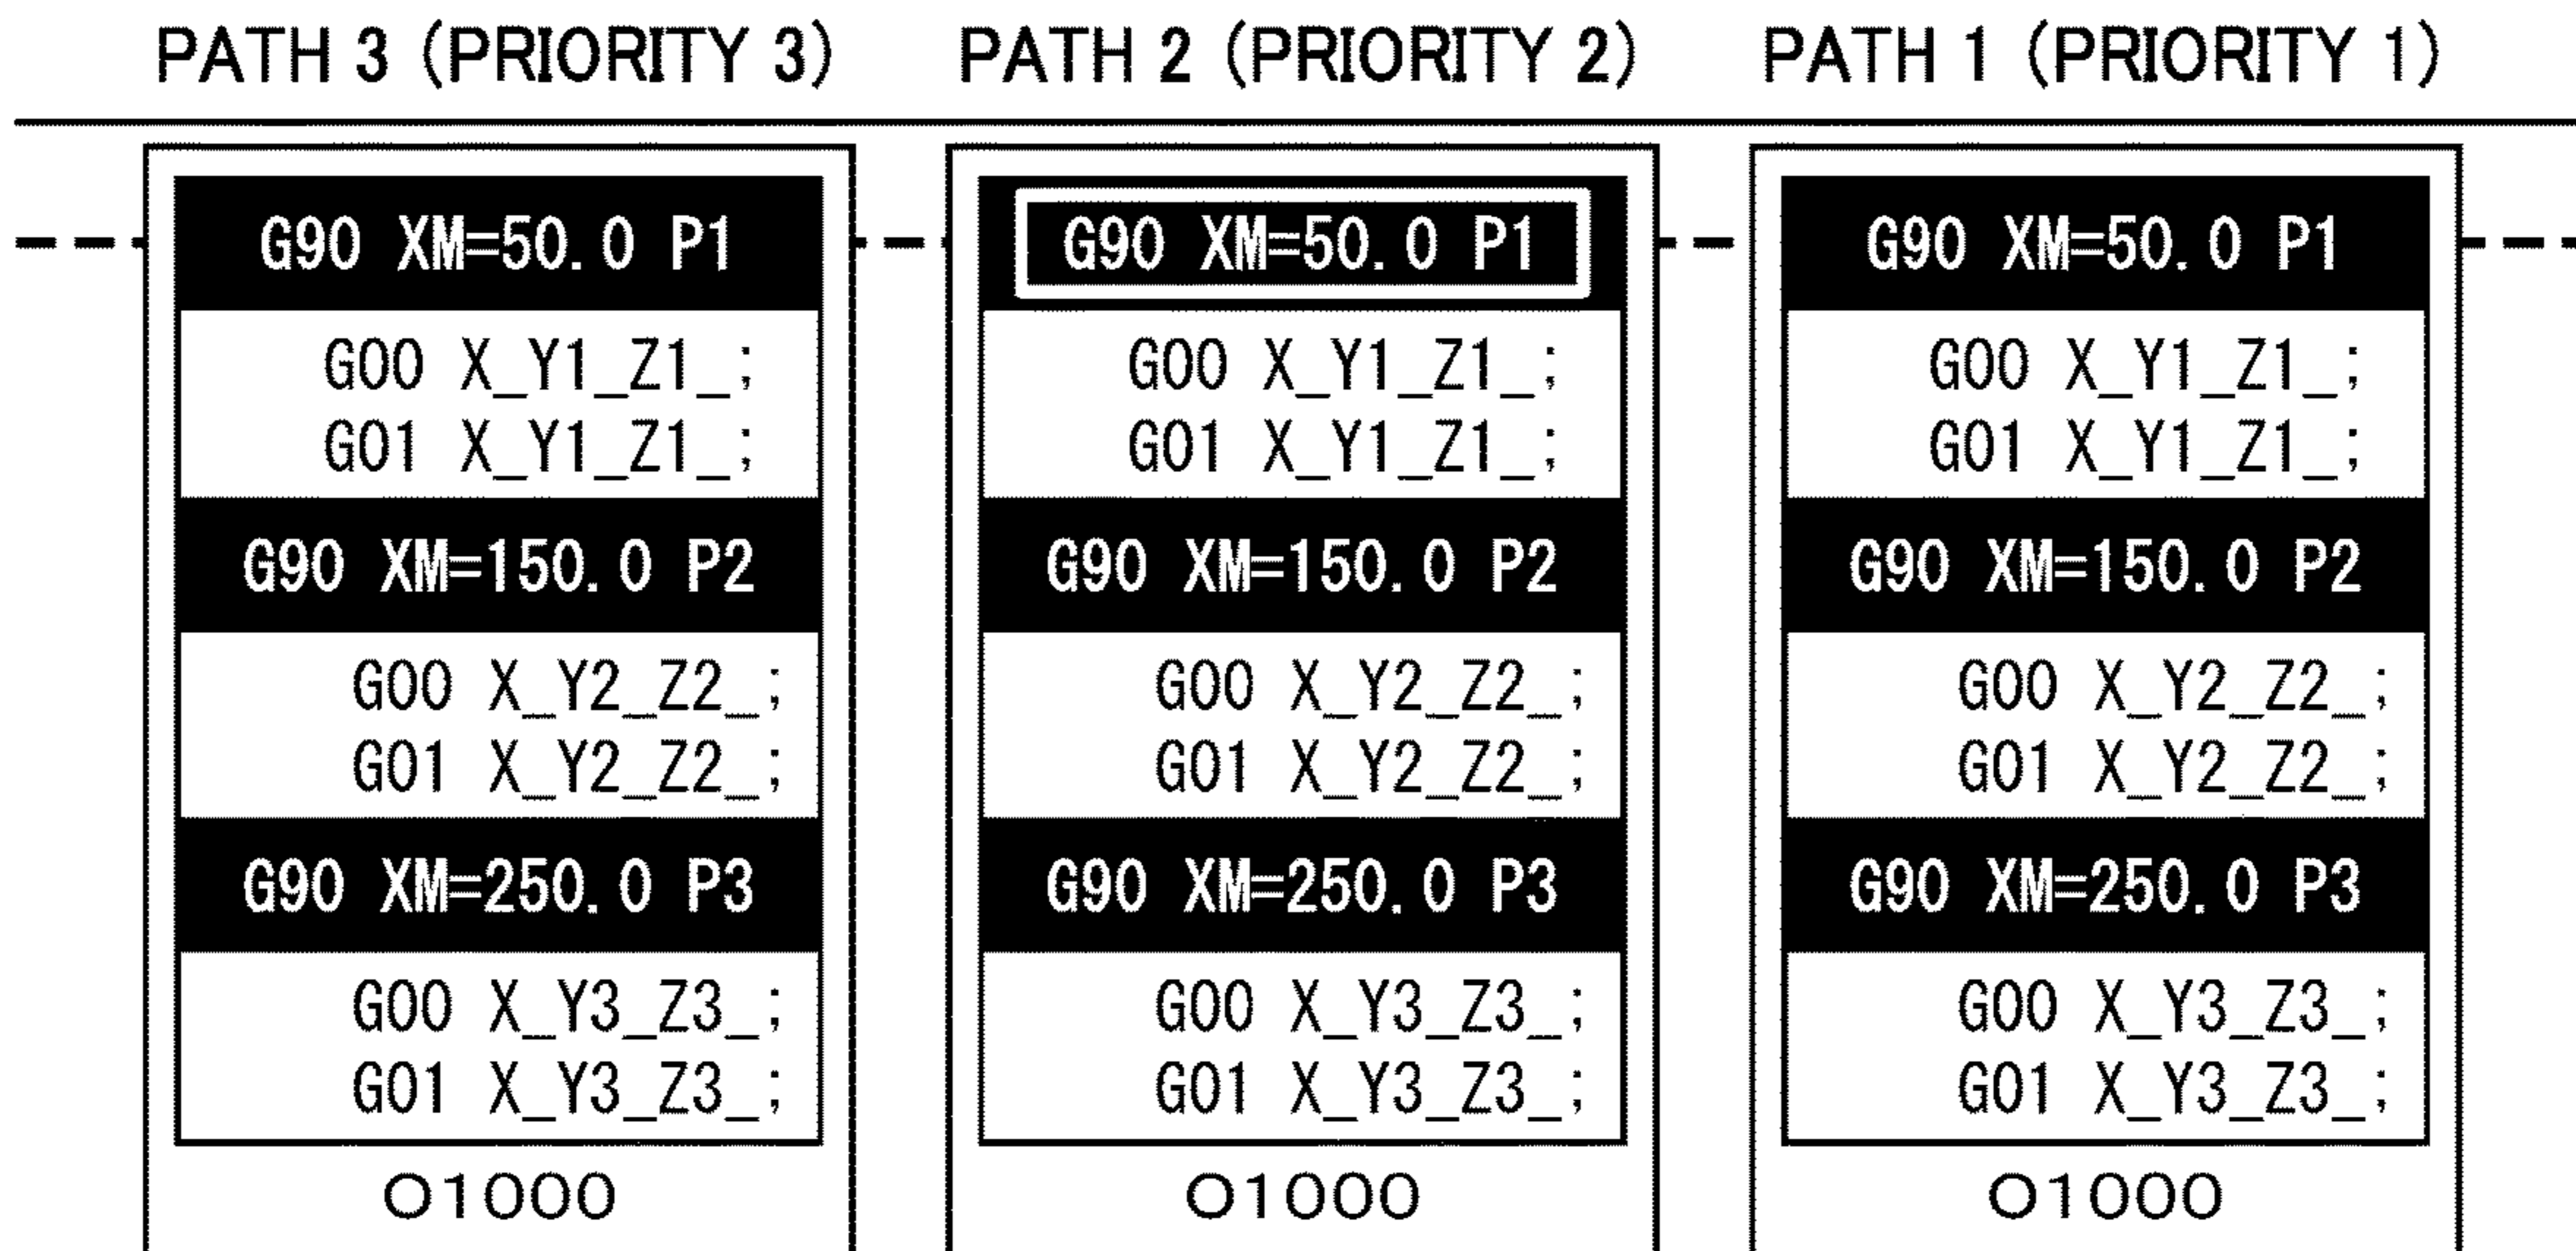 PATH 3 (PRIORITY 3) PATH 2 (PRIORITY 2) PATH 1 (PRIORITY 1)
G90 XM=50.0 P1
G00 X_Y1_Z1_;
G01 X_Y1_Z1_;
G90 XM=150.0 P2
G00 X_Y2_Z2_;
G01 X_Y2_Z2_;
G90 XM=250.0 P3
G00 X_Y3_Z3_;
G01 X_Y3_Z3_;
O1000
G90 XM=50.0 P1
G00 X_Y1_Z1_;
G01 X_Y1_Z1_;
G90 XM=150.0 P2
G00 X_Y2_Z2_;
G01 X_Y2_Z2_;
G90 XM=250.0 P3
G00 X_Y3_Z3_;
G01 X_Y3_Z3_;
O1000
G90 XM=50.0 P1
G00 X_Y1_Z1_;
G01 X_Y1_Z1_;
G90 XM=150.0 P2
G00 X_Y2_Z2_;
G01 X_Y2_Z2_;
G90 XM=250.0 P3
G00 X_Y3_Z3_;
G01 X_Y3_Z3_;
O1000